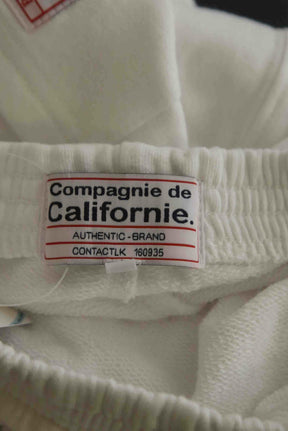 Compagnie de
Californie.
AUTHENTIC-BRAND
CONTACTLK 160935